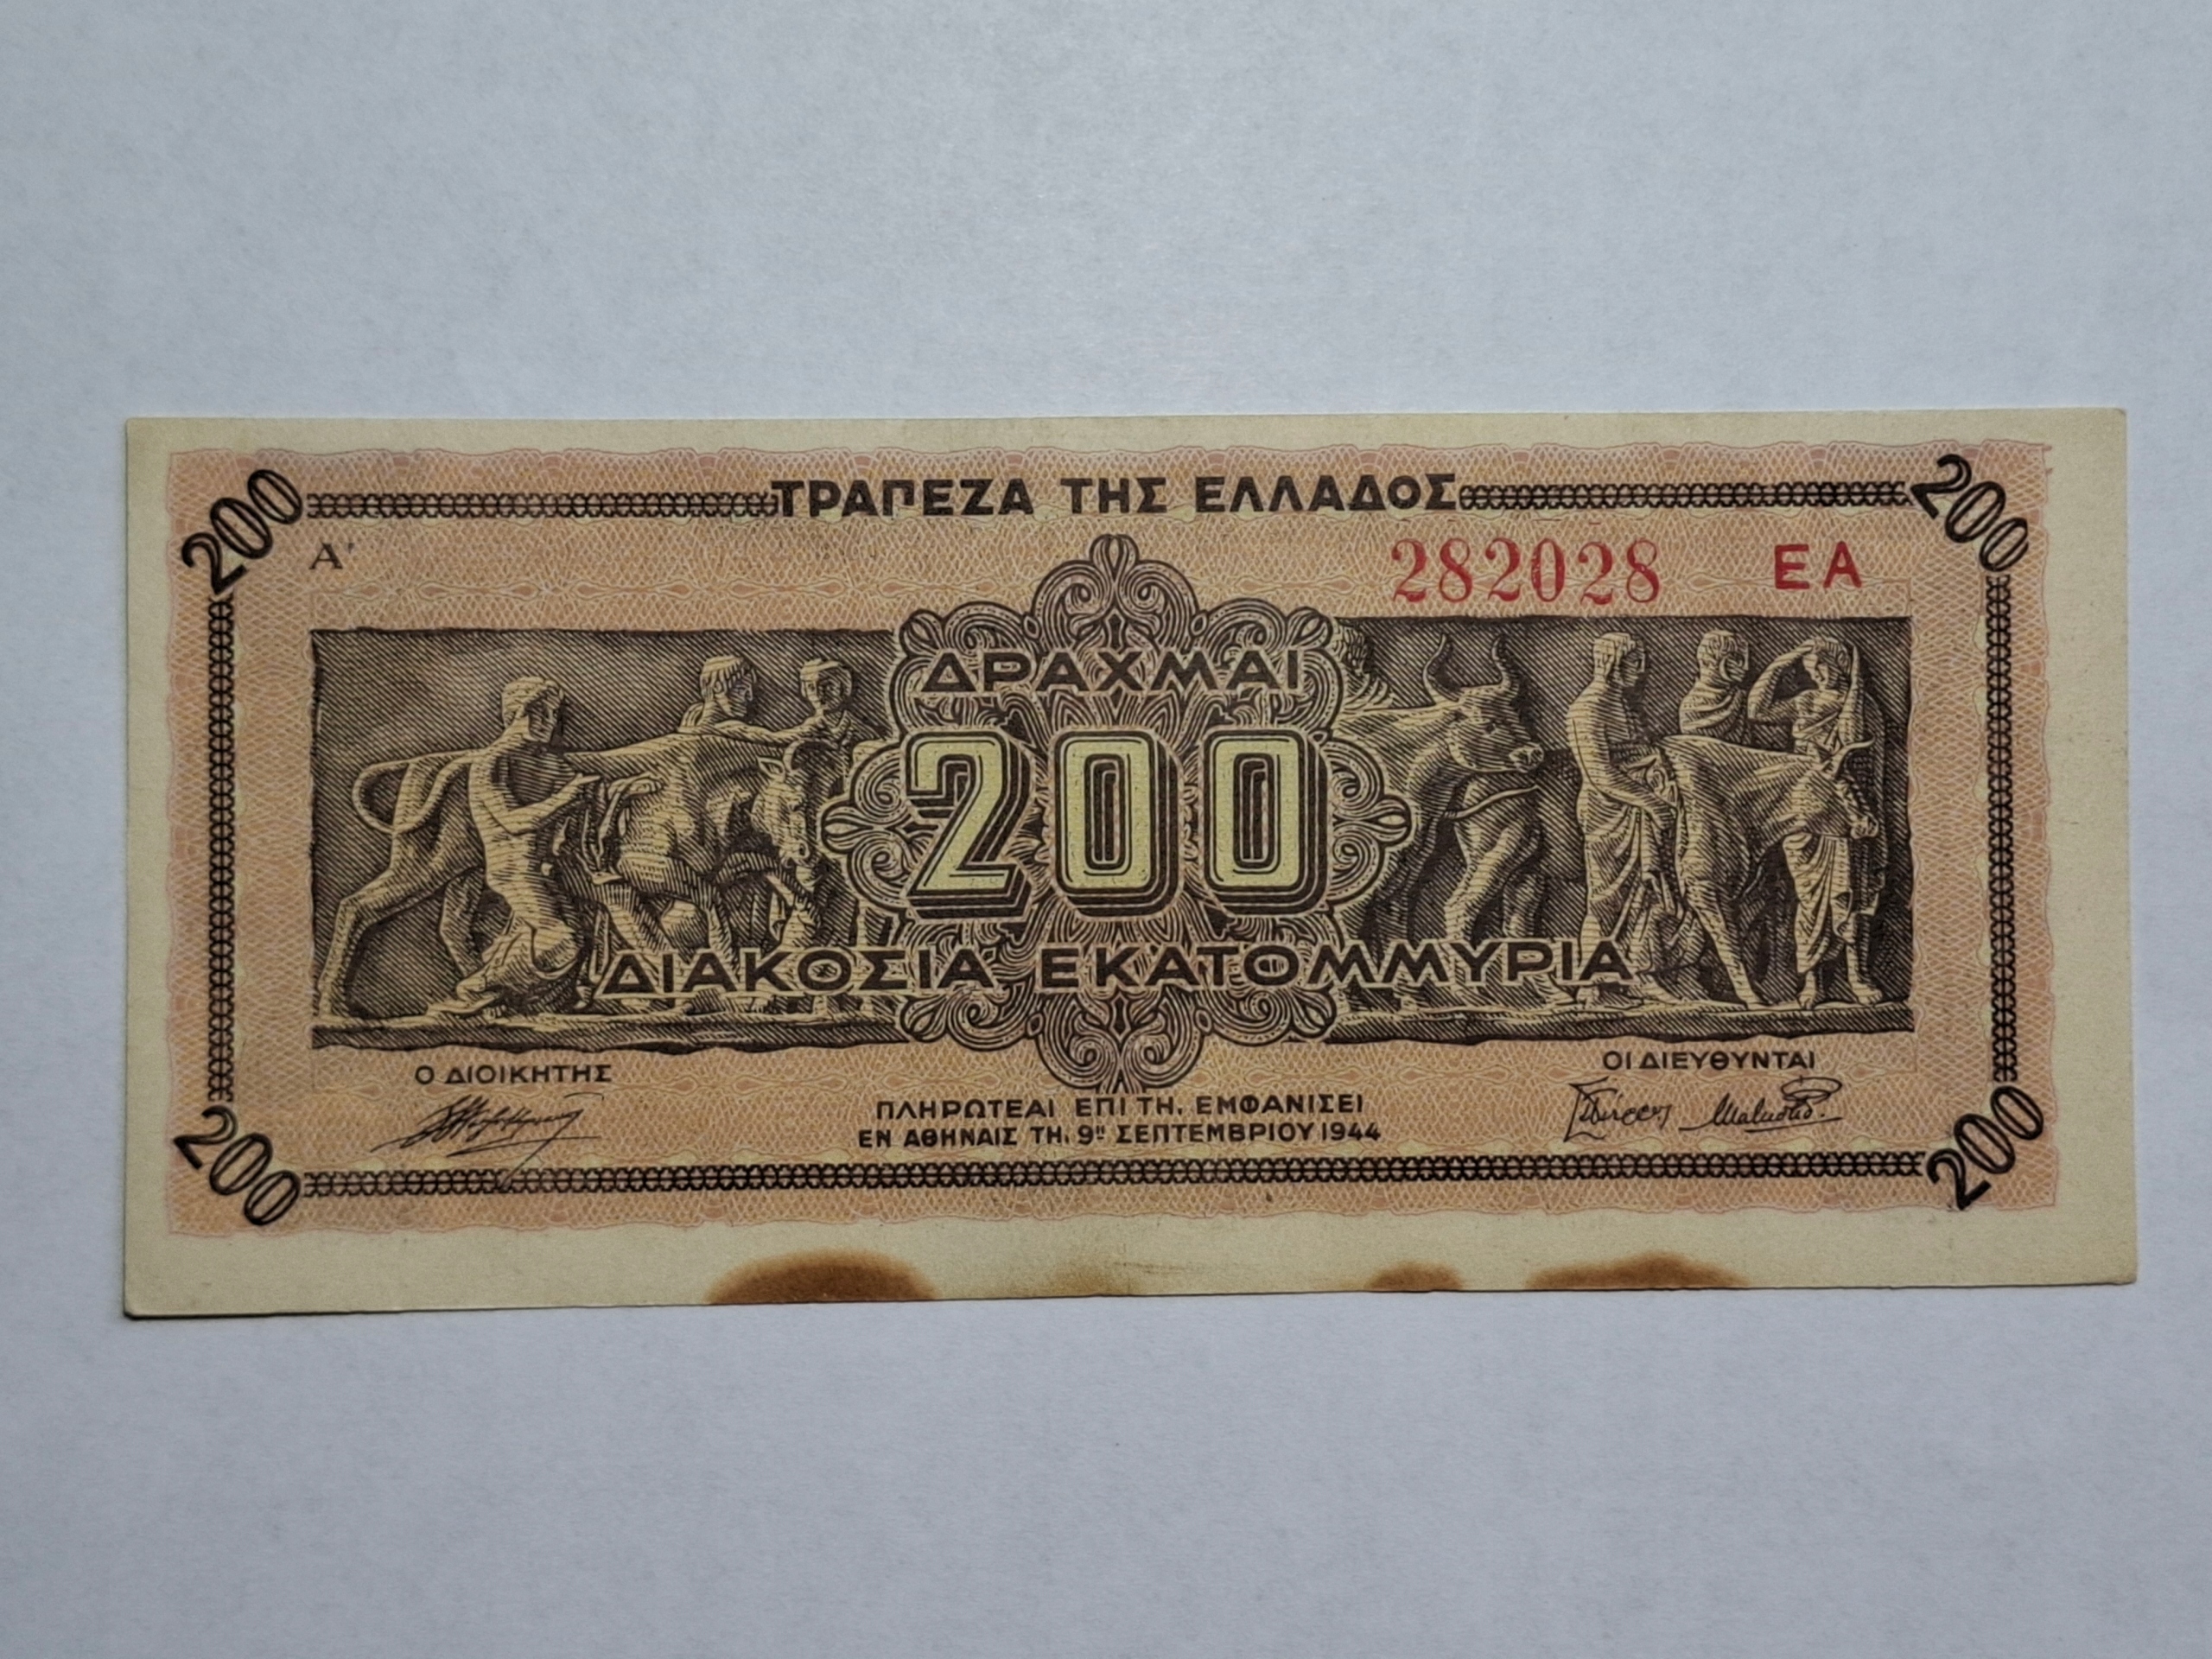 200 ΤΡΑΠΕΖΑ ΤΗΣ ΕΛΛΑΔΟΣ 200
Α' 282028 ΕΑ
ΔΡΑΧΜΑΙ
200
ΔΙΑΚΟΣΙΑ ΕΚΑΤΟΜΜΥΡΙΑ
Ο ΔΙΟΙΚΗΤΗΣ ΟΙ ΔΙΕΥΘΥΝΤΑΙ
ΠΛΗΡΩΤΕΑΙ ΕΠΙ ΤΗ. ΕΜΦΑΝΙΣΕΙ
ΕΝ ΑΘΗΝΑΙΣ ΤΗ. 9ῃ ΣΕΠΤΕΜΒΡΙΟΥ 1944
200 200